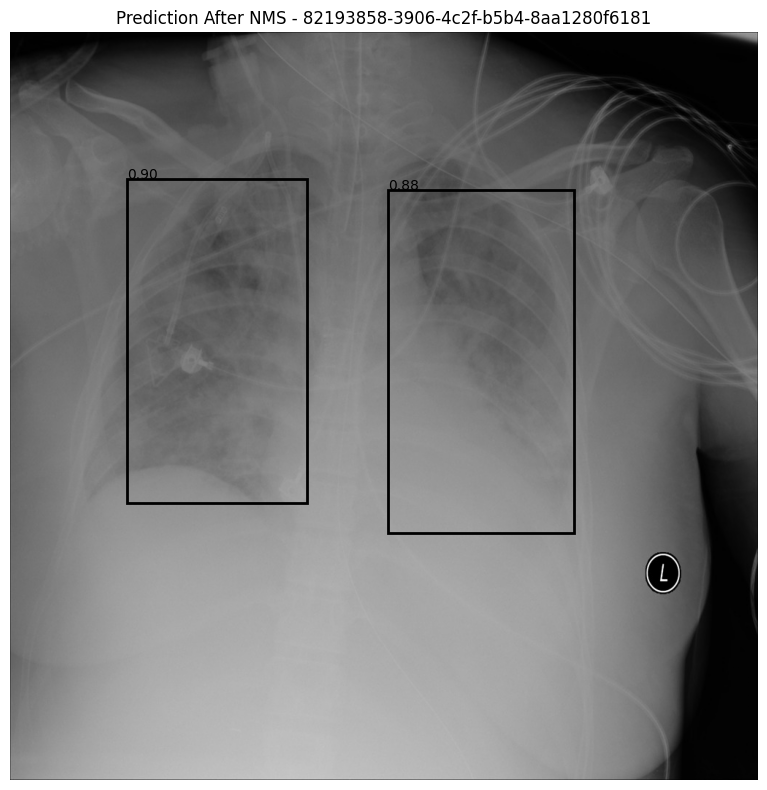 Prediction After NMS - 82193858-3906-4c2f-b5b4-8aa1280f6181
0.90
0.88
L